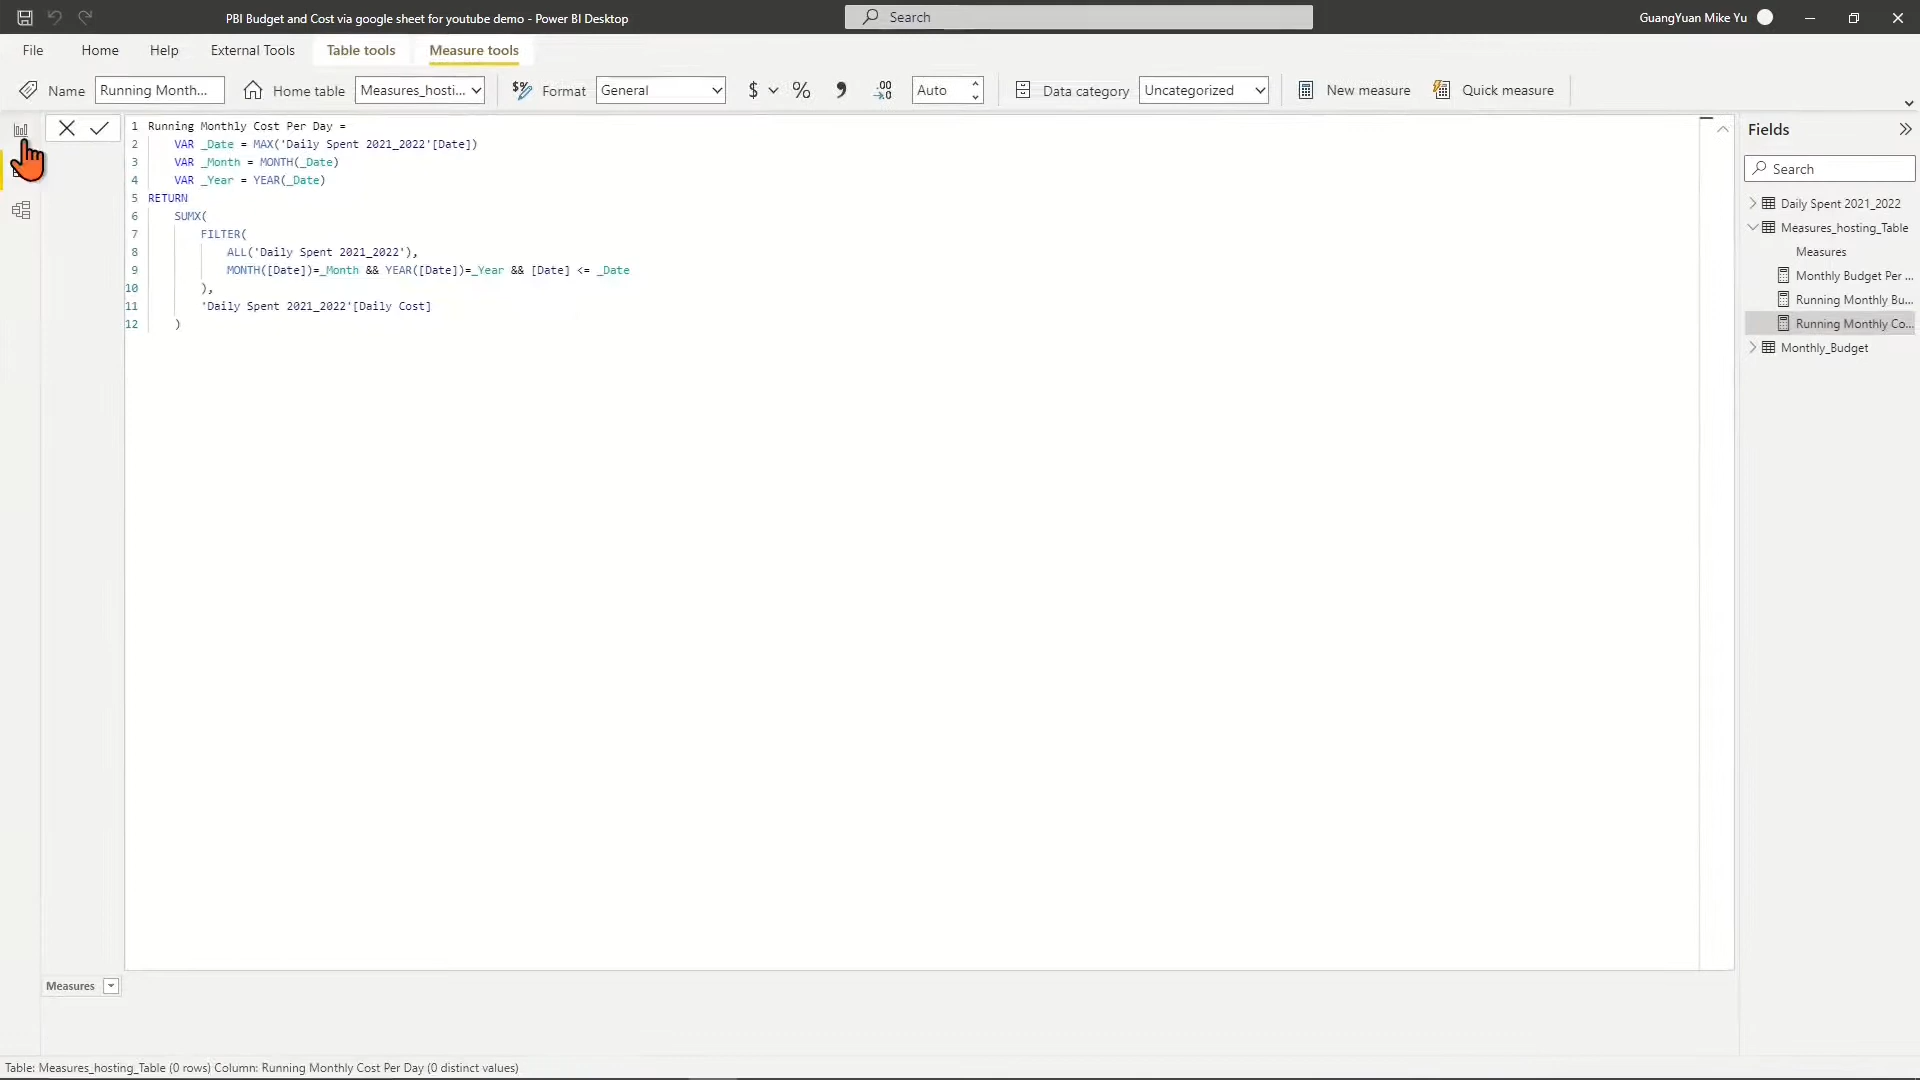 PBI Budget and Cost via google sheet for youtube demo - Power BI Desktop
Search
GuangYuan Mike Yu
File
Home
Help
External Tools
Table tools
Measure tools
Name
Running Month...
Home table
Measures_hosti...
Format
General
$
%
Auto
Data category
Uncategorized
New measure
Quick measure
1 Running Monthly Cost Per Day =
2 VAR _Date = MAX('Daily Spent 2021_2022'[Date])
3 VAR _Month = MONTH(_Date)
4 VAR _Year = YEAR(_Date)
5 RETURN
6 SUMX(
7 FILTER(
8 ALL('Daily Spent 2021_2022'),
9 MONTH([Date])=_Month && YEAR([Date])=_Year && [Date] <= _Date
10 ),
11 'Daily Spent 2021_2022'[Daily Cost]
12 )
Fields
Search
Daily Spent 2021_2022
Measures_hosting_Table
Measures
Monthly Budget Per ...
Running Monthly Bu...
Running Monthly Co...
Monthly_Budget
Measures
Table: Measures_hosting_Table (0 rows) Column: Running Monthly Cost Per Day (0 distinct values)